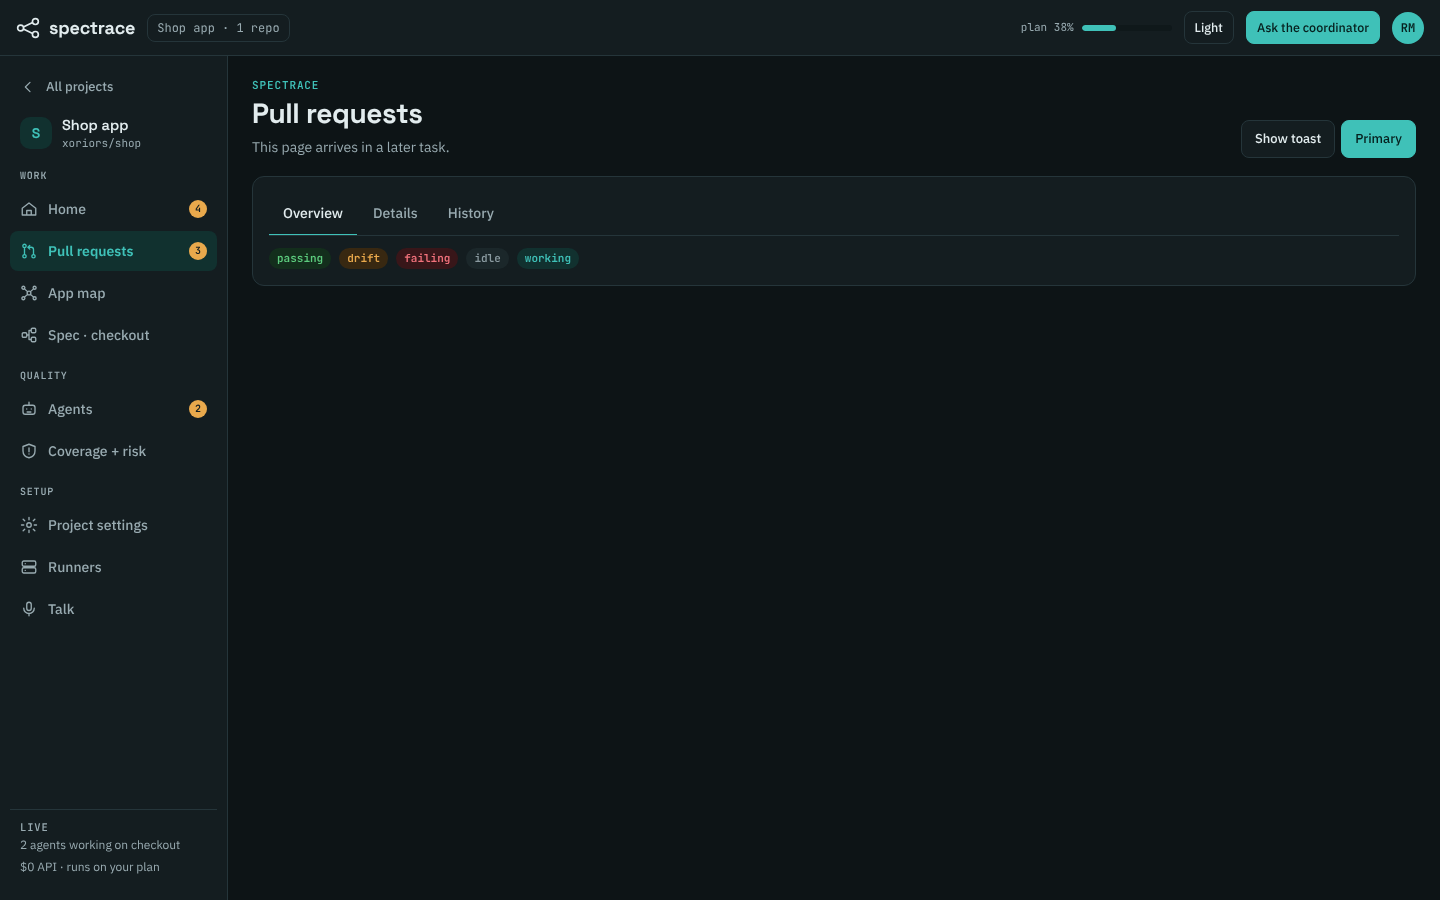 spectrace
Shop app · 1 repo
plan 38%
Light
Ask the coordinator
RM
All projects
S
Shop app
xoriors/shop
WORK
Home
4
Pull requests
3
App map
Spec · checkout
QUALITY
Agents
2
Coverage + risk
SETUP
Project settings
Runners
Talk
LIVE
2 agents working on checkout
$0 API · runs on your plan
SPECTRACE
Pull requests
This page arrives in a later task.
Show toast
Primary
Overview Details History
passing drift failing idle working